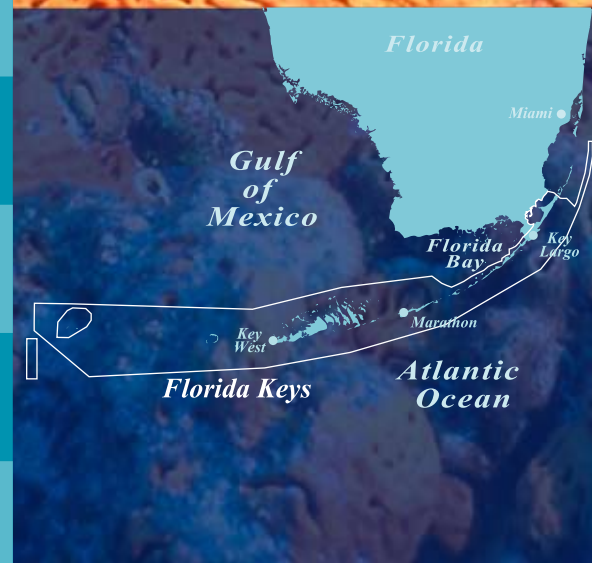 Florida
Miami
Gulf
of
Mexico
Florida
Bay
Key
Largo
Marathon
Key
West
Florida Keys
Atlantic
Ocean